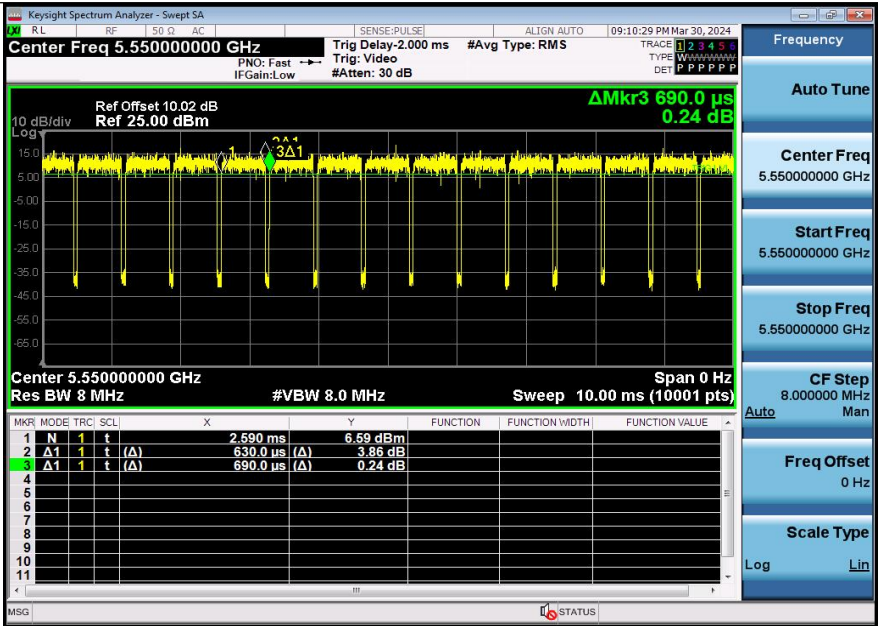 Keysight Spectrum Analyzer - Swept SA
LXI RL RF 50 Ω AC SENSE:PULSE ALIGN AUTO 09:10:29 PM Mar 30, 2024
Center Freq 5.550000000 GHz
PNO: Fast
IFGain:Low
Trig Delay-2.000 ms
Trig: Video
#Atten: 30 dB
#Avg Type: RMS
TRACE 1 2 3 4 5 6
TYPE WWWWWW
DET P P P P P P
ΔMkr3 690.0 µs
0.24 dB
Ref Offset 10.02 dB
10 dB/div Ref 25.00 dBm
Log
15.0
5.00
-5.00
-15.0
-25.0
-35.0
-45.0
-55.0
-65.0
1
2Δ1
3Δ1
Center 5.550000000 GHz Span 0 Hz
Res BW 8 MHz #VBW 8.0 MHz Sweep 10.00 ms (10001 pts)
MKR MODE TRC SCL X Y FUNCTION FUNCTION WIDTH FUNCTION VALUE
1 N 1 t 2.590 ms 6.59 dBm
2 Δ1 1 t (Δ) 630.0 µs (Δ) 3.86 dB
3 Δ1 1 t (Δ) 690.0 µs (Δ) 0.24 dB
4
5
6
7
8
9
10
11
MSG STATUS
Frequency
Auto Tune
Center Freq
5.550000000 GHz
Start Freq
5.550000000 GHz
Stop Freq
5.550000000 GHz
CF Step
8.000000 MHz
Auto Man
Freq Offset
0 Hz
Scale Type
Log Lin